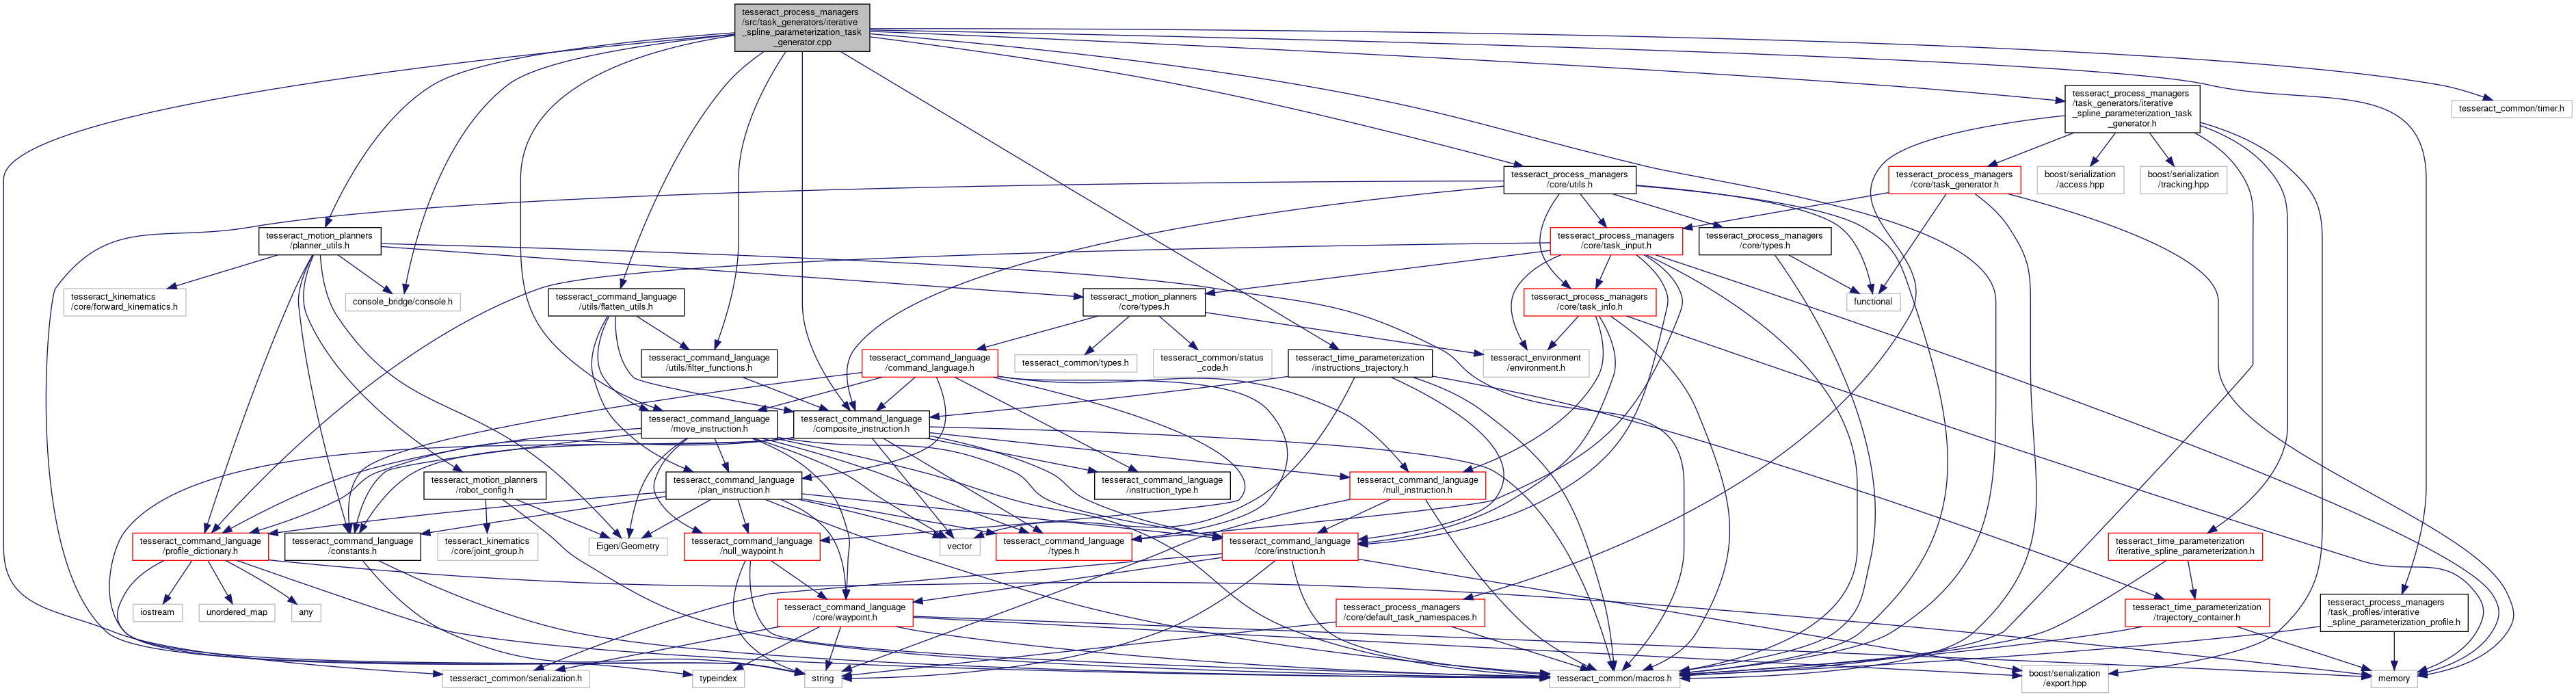 tesseract_process_managers
/src/task_generators/iterative
_spline_parameterization_task
_generator.cpp
tesseract_process_managers
/task_generators/iterative
_spline_parameterization_task
_generator.h
tesseract_common/timer.h
tesseract_process_managers
/core/utils.h
tesseract_process_managers
/core/task_generator.h
boost/serialization
/access.hpp
boost/serialization
/tracking.hpp
tesseract_motion_planners
/planner_utils.h
tesseract_process_managers
/core/task_input.h
tesseract_process_managers
/core/types.h
tesseract_kinematics
/core/forward_kinematics.h
console_bridge/console.h
tesseract_command_language
/utils/flatten_utils.h
tesseract_motion_planners
/core/types.h
tesseract_process_managers
/core/task_info.h
functional
tesseract_command_language
/utils/filter_functions.h
tesseract_command_language
/command_language.h
tesseract_common/types.h
tesseract_common/status
_code.h
tesseract_time_parameterization
/instructions_trajectory.h
tesseract_environment
/environment.h
tesseract_command_language
/move_instruction.h
tesseract_command_language
/composite_instruction.h
tesseract_motion_planners
/robot_config.h
tesseract_command_language
/plan_instruction.h
tesseract_command_language
/instruction_type.h
tesseract_command_language
/null_instruction.h
tesseract_command_language
/profile_dictionary.h
tesseract_command_language
/constants.h
tesseract_kinematics
/core/joint_group.h
Eigen/Geometry
tesseract_command_language
/null_waypoint.h
vector
tesseract_command_language
/types.h
tesseract_command_language
/core/instruction.h
tesseract_time_parameterization
/iterative_spline_parameterization.h
iostream
unordered_map
any
tesseract_command_language
/core/waypoint.h
tesseract_process_managers
/core/default_task_namespaces.h
tesseract_time_parameterization
/trajectory_container.h
tesseract_process_managers
/task_profiles/iterative
_spline_parameterization_profile.h
tesseract_common/serialization.h
typeindex
string
tesseract_common/macros.h
boost/serialization
/export.hpp
memory